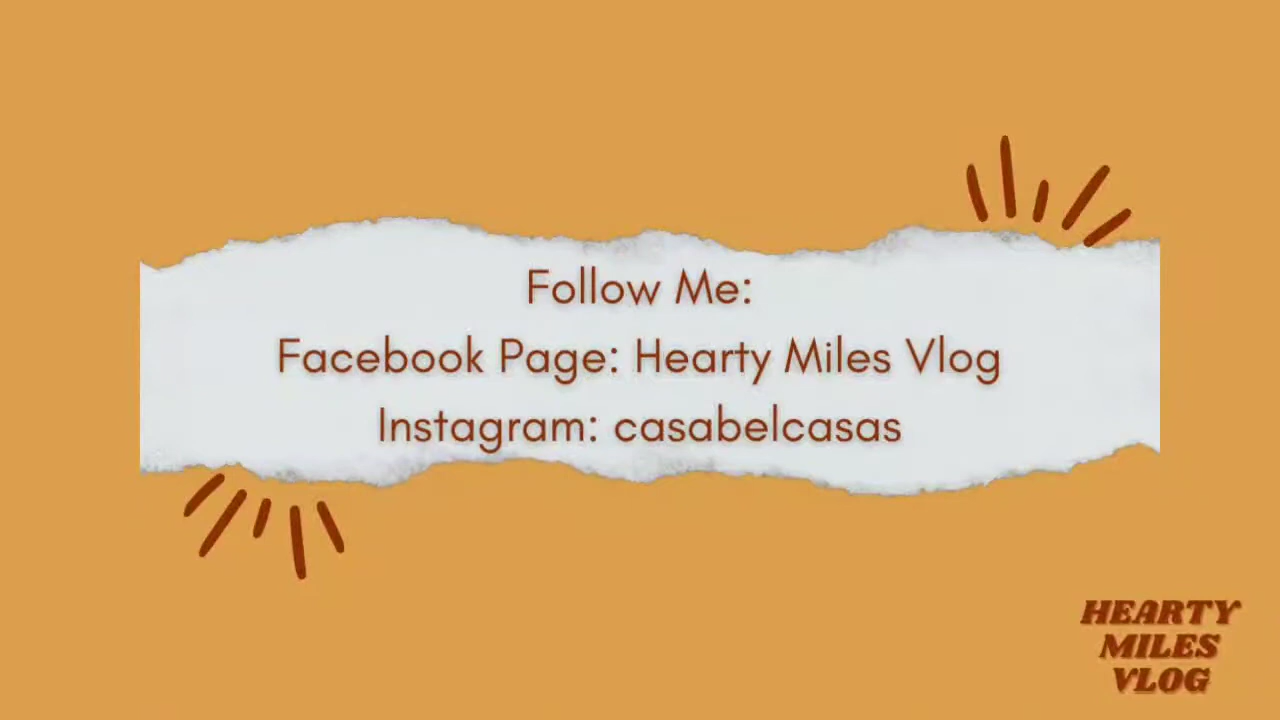 Follow Me:
Facebook Page: Hearty Miles Vlog
Instagram: casabelcasas
HEARTY
MILES
VLOG